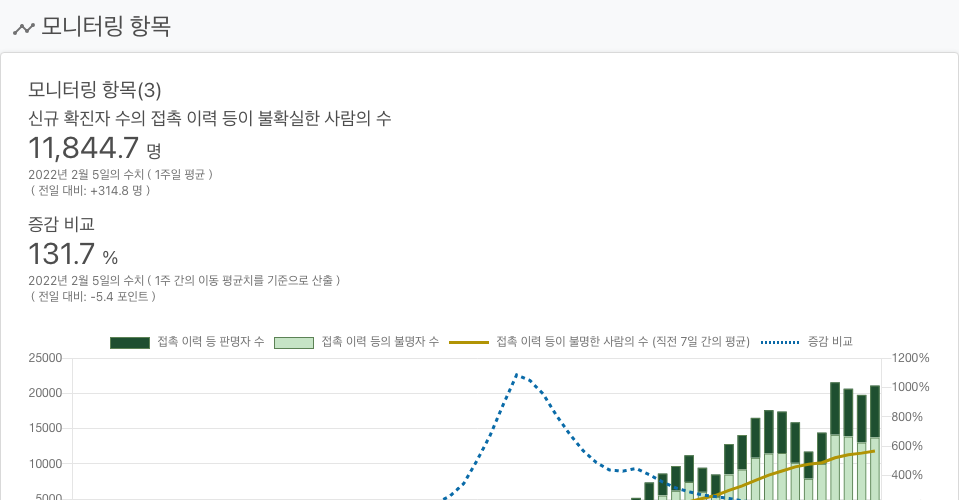 모니터링 항목
모니터링 항목(3)
신규 확진자 수의 접촉 이력 등이 불확실한 사람의 수
11,844.7 명
2022년 2월 5일의 수치 ( 1주일 평균 )
( 전일 대비: +314.8 명 )
증감 비교
131.7 %
2022년 2월 5일의 수치 ( 1주 간의 이동 평균치를 기준으로 산출 )
( 전일 대비: -5.4 포인트 )
접촉 이력 등 판명자 수 접촉 이력 등의 불명자 수 접촉 이력 등이 불명한 사람의 수 (직전 7일 간의 평균) 증감 비교
25000 1200%
20000 1000%
15000 800%
10000 600%
5000 400%